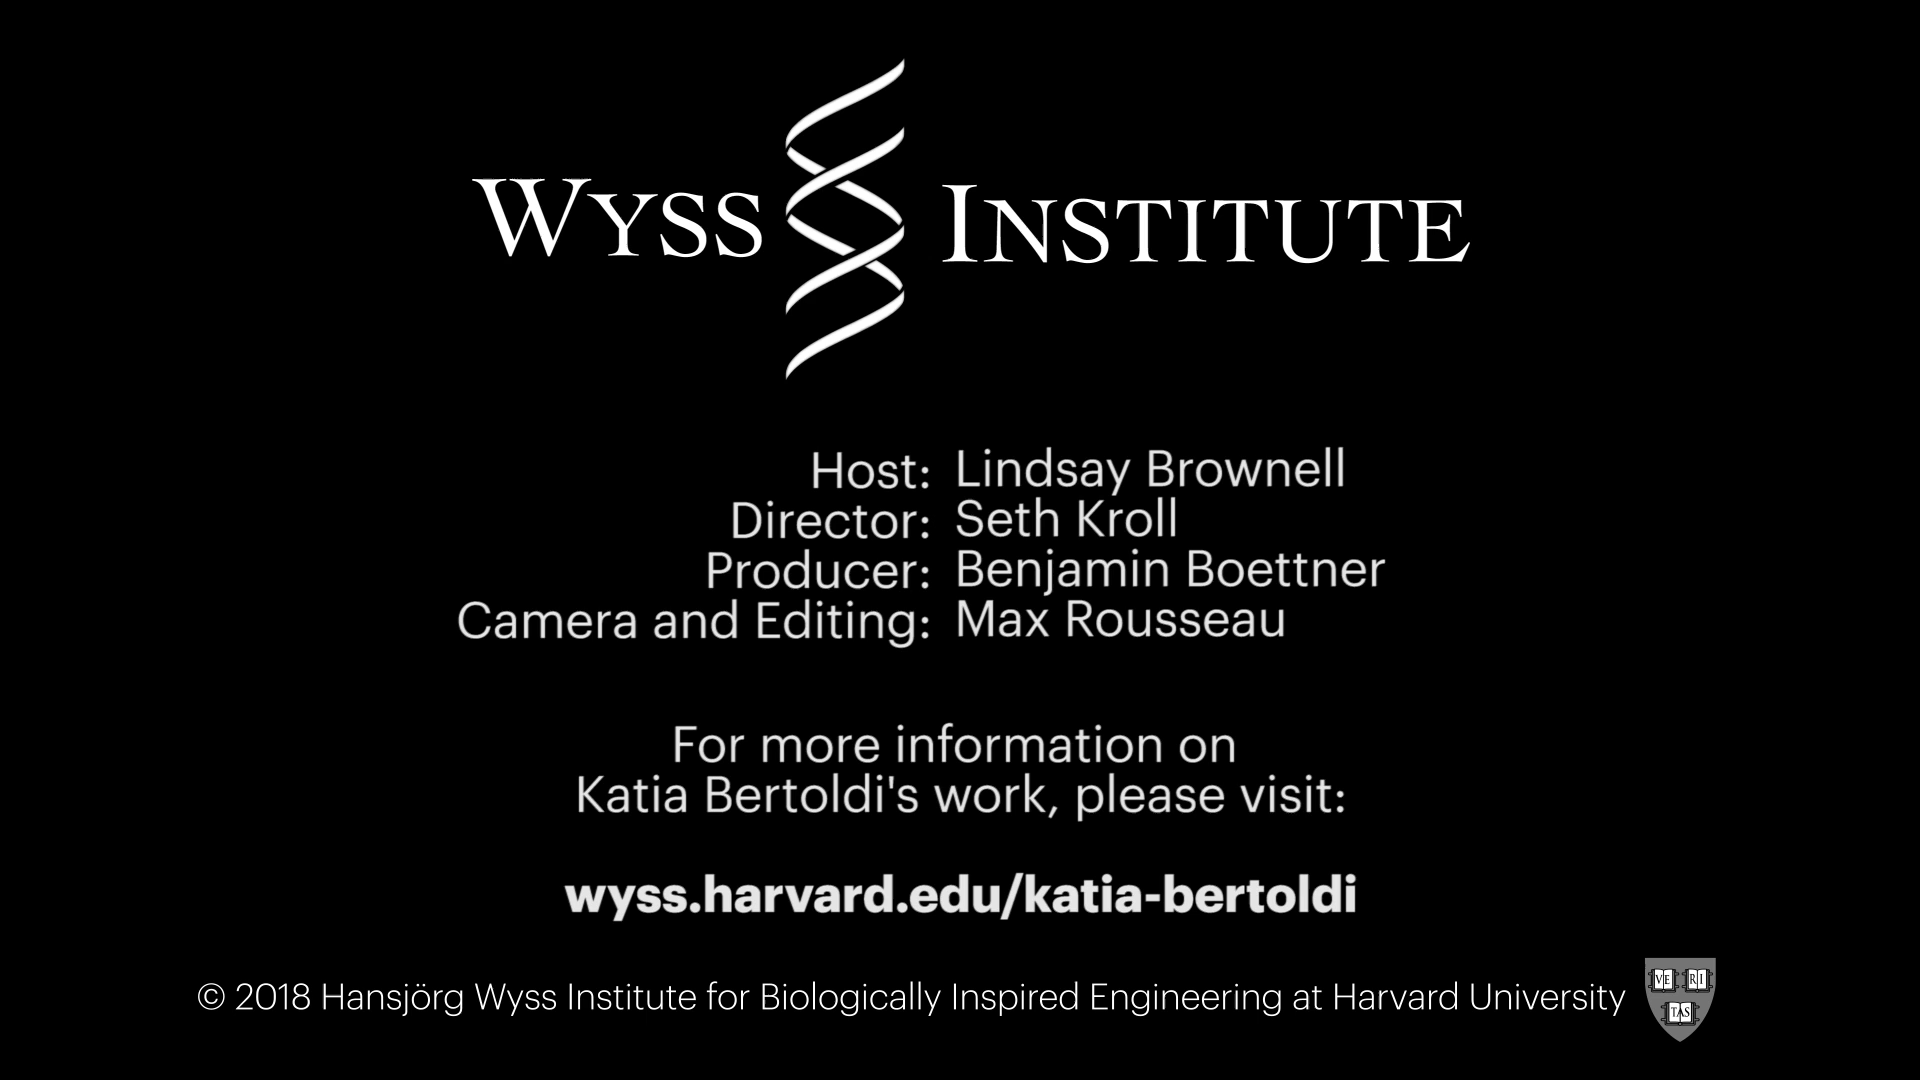 WYSS INSTITUTE
Host: Lindsay Brownell
Director: Seth Kroll
Producer: Benjamin Boettner
Camera and Editing: Max Rousseau
For more information on
Katia Bertoldi's work, please visit:
wyss.harvard.edu/katia-bertoldi
© 2018 Hansjörg Wyss Institute for Biologically Inspired Engineering at Harvard University
VE RI
TAS